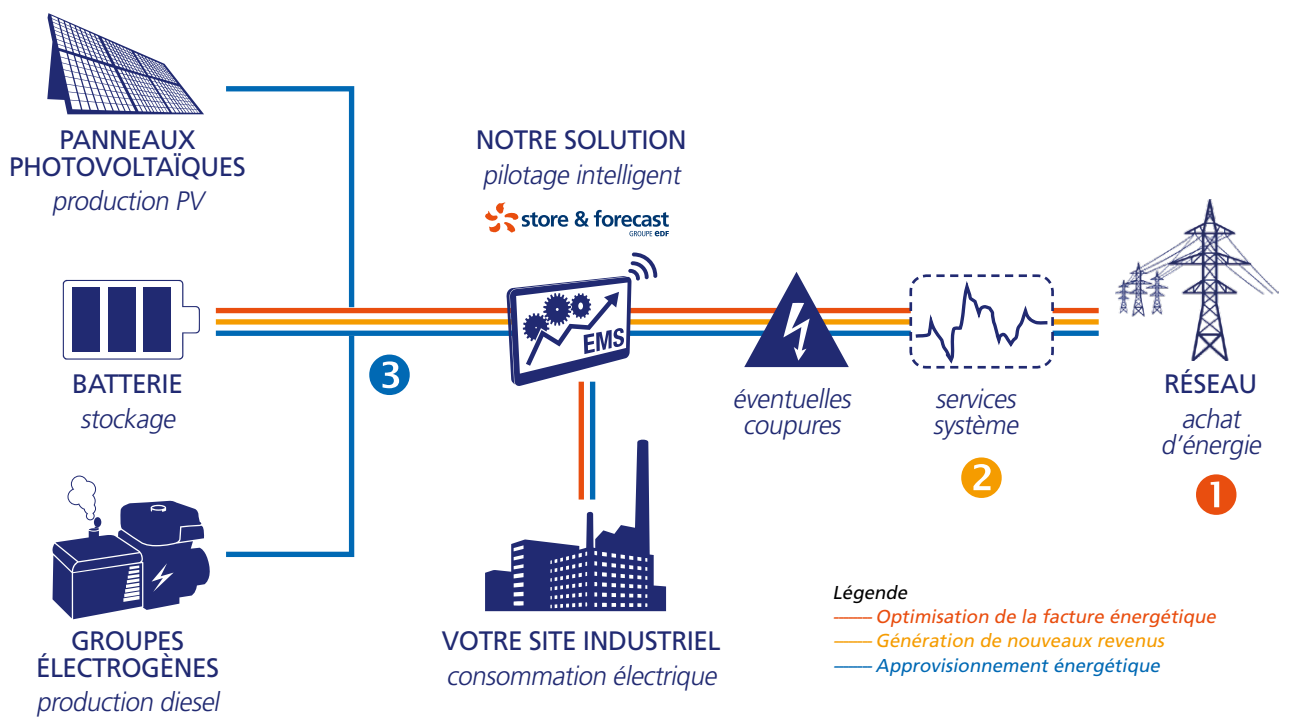 PANNEAUX
PHOTOVOLTAÏQUES
production PV
NOTRE SOLUTION
pilotage intelligent
store & forecast
GROUPE eDF
EMS
BATTERIE
stockage
3
éventuelles
coupures
services
système
2
RÉSEAU
achat
d'énergie
1
GROUPES
ÉLECTROGÈNES
production diesel
VOTRE SITE INDUSTRIEL
consommation électrique
Légende
Optimisation de la facture énergétique
Génération de nouveaux revenus
Approvisionnement énergétique